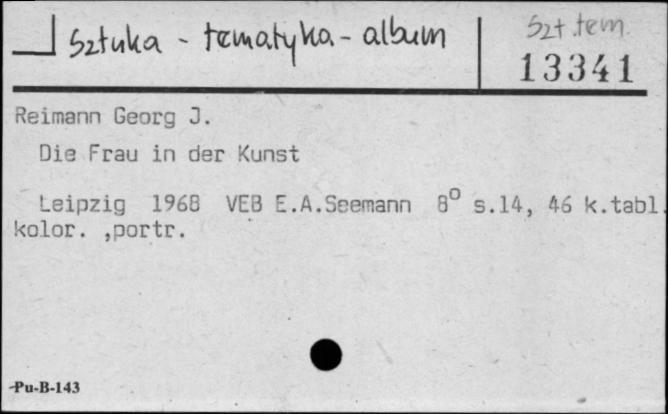 Sztuka - tematyka - album
Szt. tem.
13341
Reimann Georg J.
Die Frau in der Kunst
Leipzig 1968 VEB E.A.Seemann 8° s.14, 46 k.tabl.
kolor. ,portr.
Pu-B-143